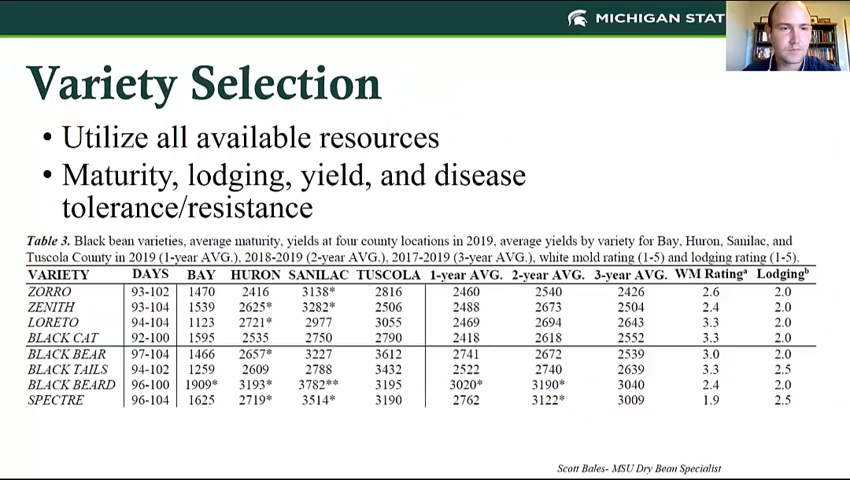 MICHIGAN STAT
Variety Selection
• Utilize all available resources
• Maturity, lodging, yield, and disease
tolerance/resistance
Table 3. Black bean varieties, average maturity, yields at four county locations in 2019, average yields by variety for Bay, Huron, Sanilac, and
Tuscola County in 2019 (1-year AVG.), 2018-2019 (2-year AVG.), 2017-2019 (3-year AVG.), white mold rating (1-5) and lodging rating (1-5).
VARIETY DAYS BAY HURON SANILAC TUSCOLA 1-year AVG. 2-year AVG. 3-year AVG. WM Ratingᵃ Lodgingᵇ
ZORRO 93-102 1470 2416 3138* 2816 2460 2540 2426 2.6 2.0
ZENITH 93-104 1539 2625* 3282* 2506 2488 2673 2504 2.4 2.0
LORETO 94-104 1123 2721* 2977 3055 2469 2694 2643 3.3 2.0
BLACK CAT 92-100 1595 2535 2750 2790 2418 2618 2552 3.3 2.0
BLACK BEAR 97-104 1466 2657* 3227 3612 2741 2672 2539 3.0 2.0
BLACK TAILS 94-102 1259 2609 2788 3432 2522 2740 2639 3.3 2.5
BLACK BEARD 96-100 1909* 3193* 3782** 3195 3020* 3190* 3040 2.4 2.0
SPECTRE 96-104 1625 2719* 3514* 3190 2762 3122* 3009 1.9 2.5
Scott Bales- MSU Dry Bean Specialist